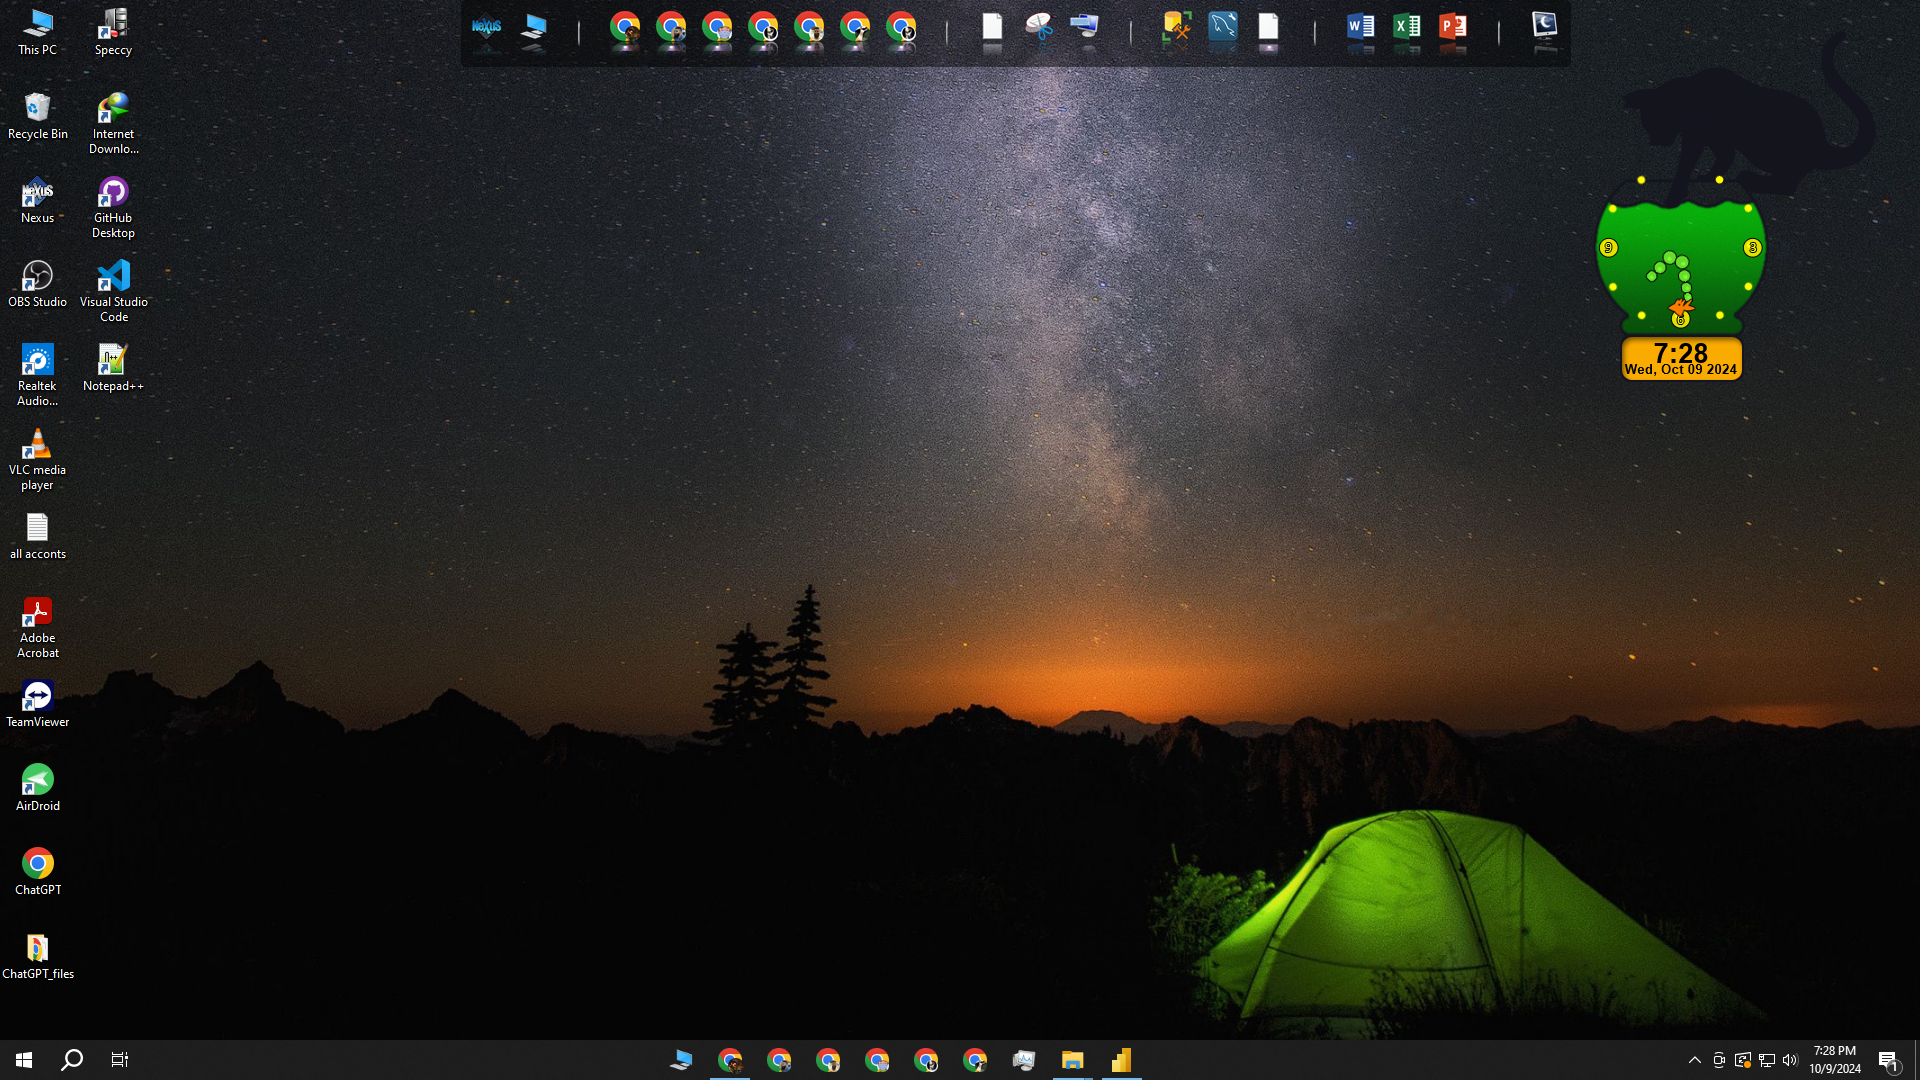 This PC
Speccy
Recycle Bin
Internet
Downlo...
Nexus
GitHub
Desktop
OBS Studio
Visual Studio
Code
Realtek
Audio...
Notepad++
VLC media
player
all acconts
Adobe
Acrobat
TeamViewer
AirDroid
ChatGPT
ChatGPT_files
NeXuS
9
8
6
7:28
Wed, Oct 09 2024
7:28 PM
10/9/2024
1